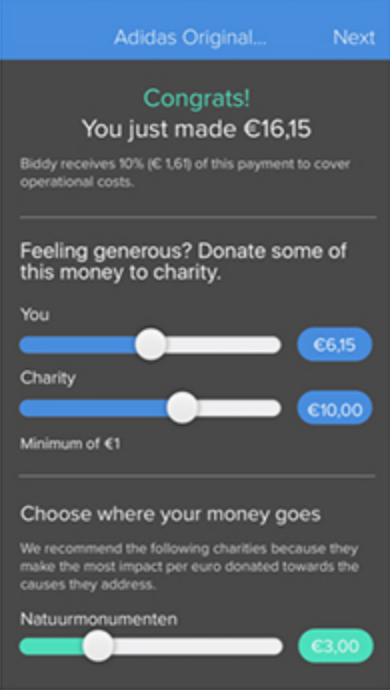 Adidas Original... Next
Congrats!
You just made €16,15
Biddy receives 10% (€ 1,61) of this payment to cover
operational costs.
Feeling generous? Donate some of
this money to charity.
You
€6,15
Charity
€10,00
Minimum of €1
Choose where your money goes
We recommend the following charities because they
make the most impact per euro donated towards the
causes they address.
Natuurmonumenten
€3,00